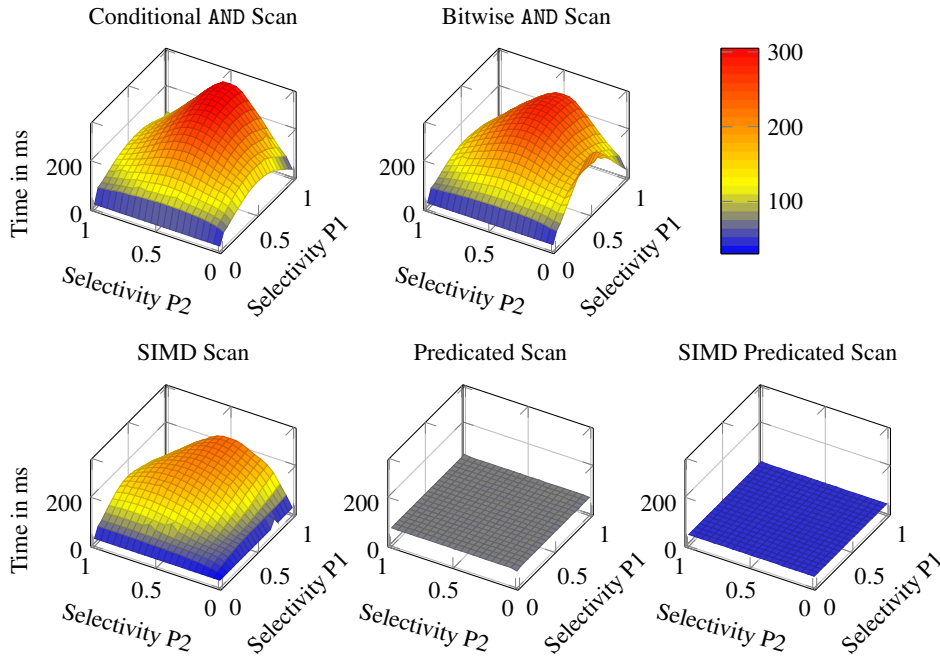 Conditional AND Scan
Bitwise AND Scan
300
200
100
Time in ms
200
0
1
0.5
0
Selectivity P2
0
0.5
1
Selectivity P1
200
0
1
0.5
0
Selectivity P2
0
0.5
1
Selectivity P1
SIMD Scan
Predicated Scan
SIMD Predicated Scan
Time in ms
200
0
1
0.5
0
Selectivity P2
0
0.5
1
Selectivity P1
200
0
1
0.5
0
Selectivity P2
0
0.5
1
Selectivity P1
200
0
1
0.5
0
Selectivity P2
0
0.5
1
Selectivity P1